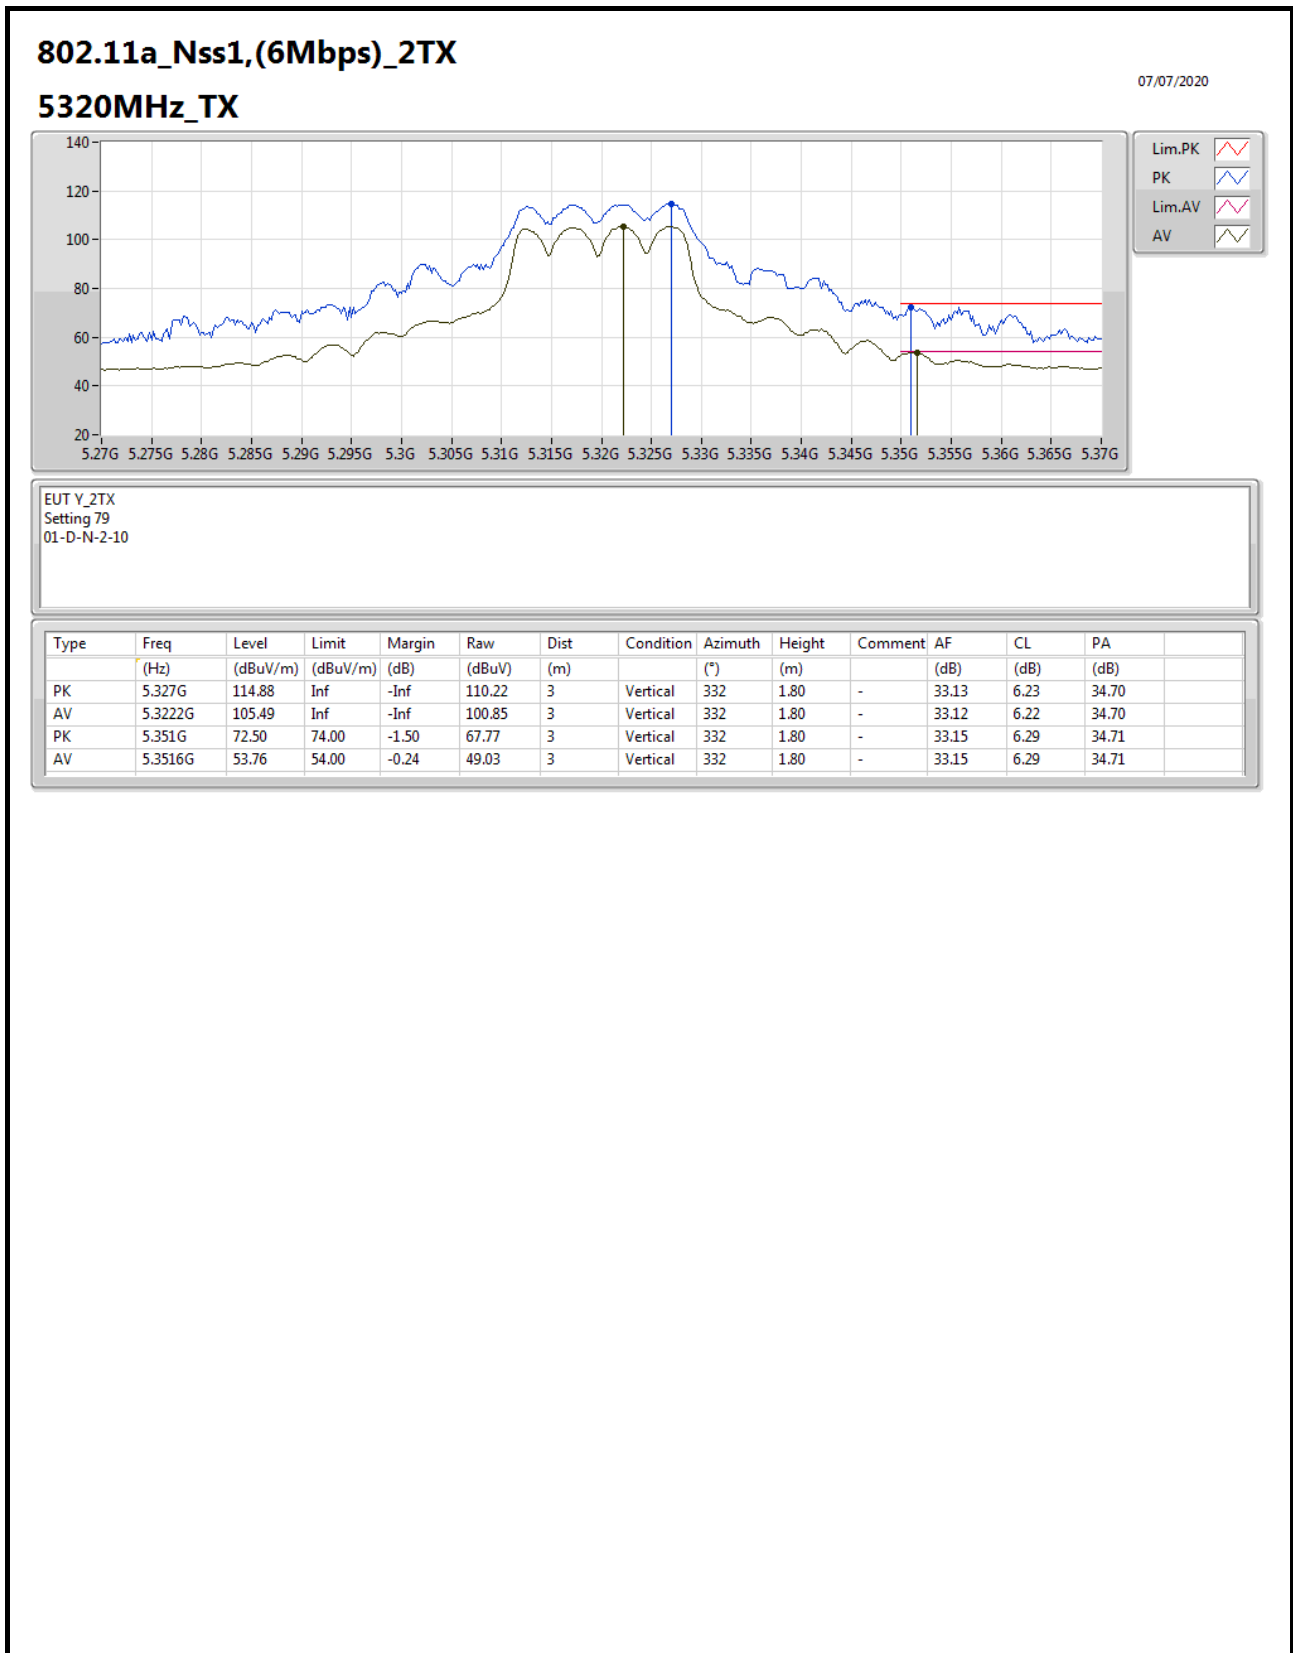 802.11a_Nss1,(6Mbps)_2TX
07/07/2020
5320MHz_TX
140
120
100
80
60
40
20
5.27G 5.275G 5.28G 5.285G 5.29G 5.295G 5.3G 5.305G 5.31G 5.315G 5.32G 5.325G 5.33G 5.335G 5.34G 5.345G 5.35G 5.355G 5.36G 5.365G 5.37G
Lim.PK
PK
Lim.AV
AV
EUT Y_2TX
Setting 79
01-D-N-2-10
Type Freq Level Limit Margin Raw Dist Condition Azimuth Height Comment AF CL PA
(Hz) (dBuV/m) (dBuV/m) (dB) (dBuV) (m) (°) (m) (dB) (dB) (dB)
PK 5.327G 114.88 Inf -Inf 110.22 3 Vertical 332 1.80 - 33.13 6.23 34.70
AV 5.3222G 105.49 Inf -Inf 100.85 3 Vertical 332 1.80 - 33.12 6.22 34.70
PK 5.351G 72.50 74.00 -1.50 67.77 3 Vertical 332 1.80 - 33.15 6.29 34.71
AV 5.3516G 53.76 54.00 -0.24 49.03 3 Vertical 332 1.80 - 33.15 6.29 34.71